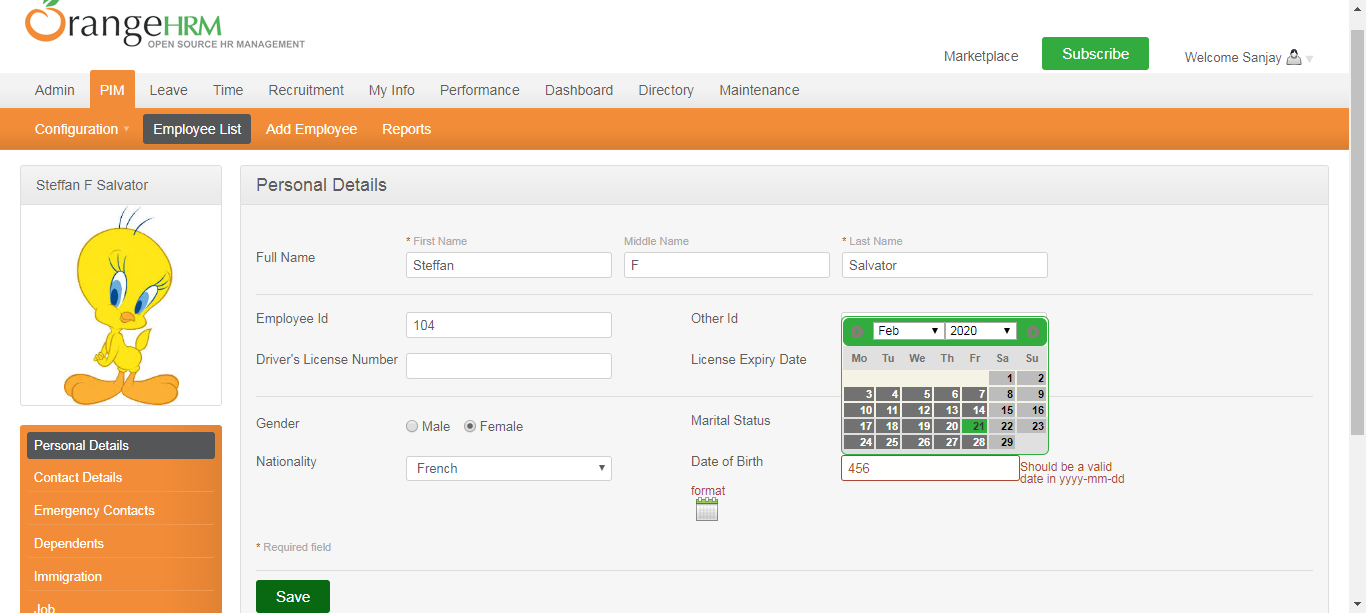 OrangeHRM
OPEN SOURCE HR MANAGEMENT
Marketplace
Subscribe
Welcome Sanjay
Admin PIM Leave Time Recruitment My Info Performance Dashboard Directory Maintenance
Configuration Employee List Add Employee Reports
Steffan F Salvator
Personal Details
Contact Details
Emergency Contacts
Dependents
Immigration
Job
Personal Details
* First Name Middle Name * Last Name
Full Name Steffan F Salvator
Employee Id 104 Other Id
Driver's License Number License Expiry Date
Feb 2020
Mo Tu We Th Fr Sa Su
1 2
3 4 5 6 7 8 9
10 11 12 13 14 15 16
17 18 19 20 21 22 23
24 25 26 27 28 29
Gender Male Female Marital Status
Nationality French Date of Birth 456
Should be a valid
date in yyyy-mm-dd
format
* Required field
Save